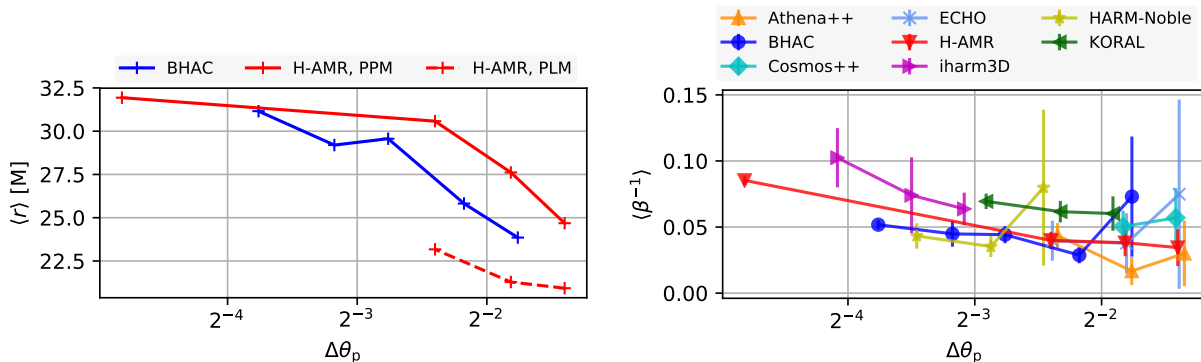 BHAC H-AMR, PPM H-AMR, PLM
32.5
30.0
27.5
25.0
22.5
⟨r⟩ [M]
2⁻⁴ 2⁻³ 2⁻²
Δθₚ
Athena++ ECHO HARM-Noble
BHAC H-AMR KORAL
Cosmos++ iharm3D
0.15
0.10
0.05
0.00
⟨β⁻¹⟩
2⁻⁴ 2⁻³ 2⁻²
Δθₚ